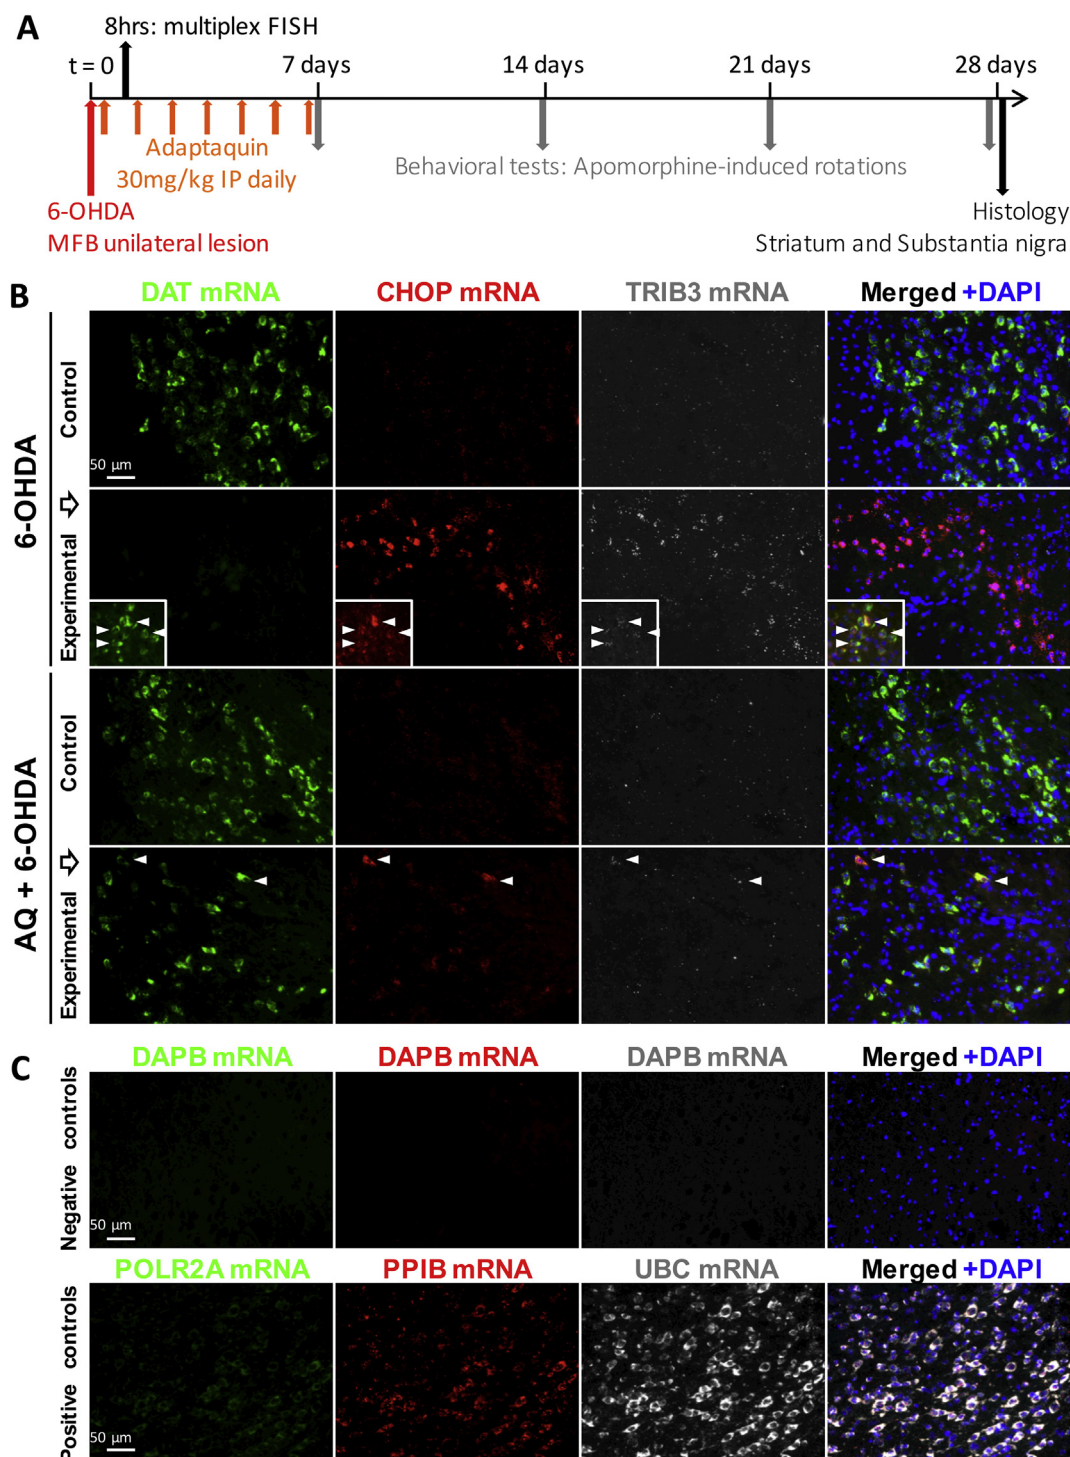 A
8hrs: multiplex FISH
t = 0
7 days
14 days
21 days
28 days
Adaptaquin
30mg/kg IP daily
Behavioral tests: Apomorphine-induced rotations
6-OHDA
MFB unilateral lesion
Histology
Striatum and Substantia nigra
B
DAT mRNA
CHOP mRNA
TRIB3 mRNA
Merged +DAPI
6-OHDA
Control
50 µm
Experimental
AQ + 6-OHDA
Control
Experimental
C
DAPB mRNA
DAPB mRNA
DAPB mRNA
Merged +DAPI
Negative controls
50 µm
POLR2A mRNA
PPIB mRNA
UBC mRNA
Merged +DAPI
Positive controls
50 µm